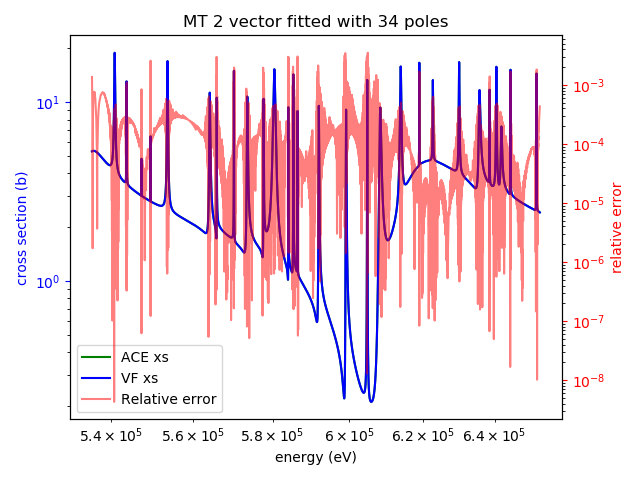 MT 2 vector fitted with 34 poles
10¹
10⁰
cross section (b)
10⁻³
10⁻⁴
10⁻⁵
10⁻⁶
10⁻⁷
10⁻⁸
relative error
ACE xs
VF xs
Relative error
5.4 × 10⁵ 5.6 × 10⁵ 5.8 × 10⁵ 6 × 10⁵ 6.2 × 10⁵ 6.4 × 10⁵
energy (eV)